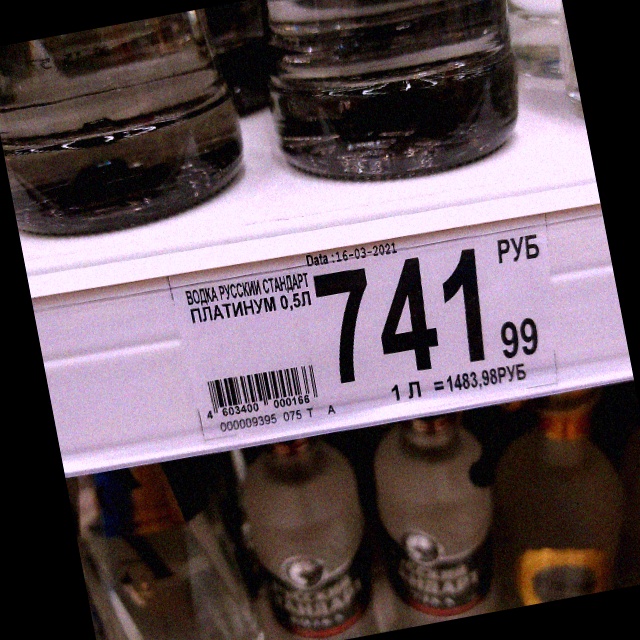 Data :16-03-2021
ВОДКА РУССКИЙ СТАНДАРТ
ПЛАТИНУМ 0,5Л
741
99
РУБ
1 Л =1483,98РУБ
4 603400 000166
000009395 075 Т А